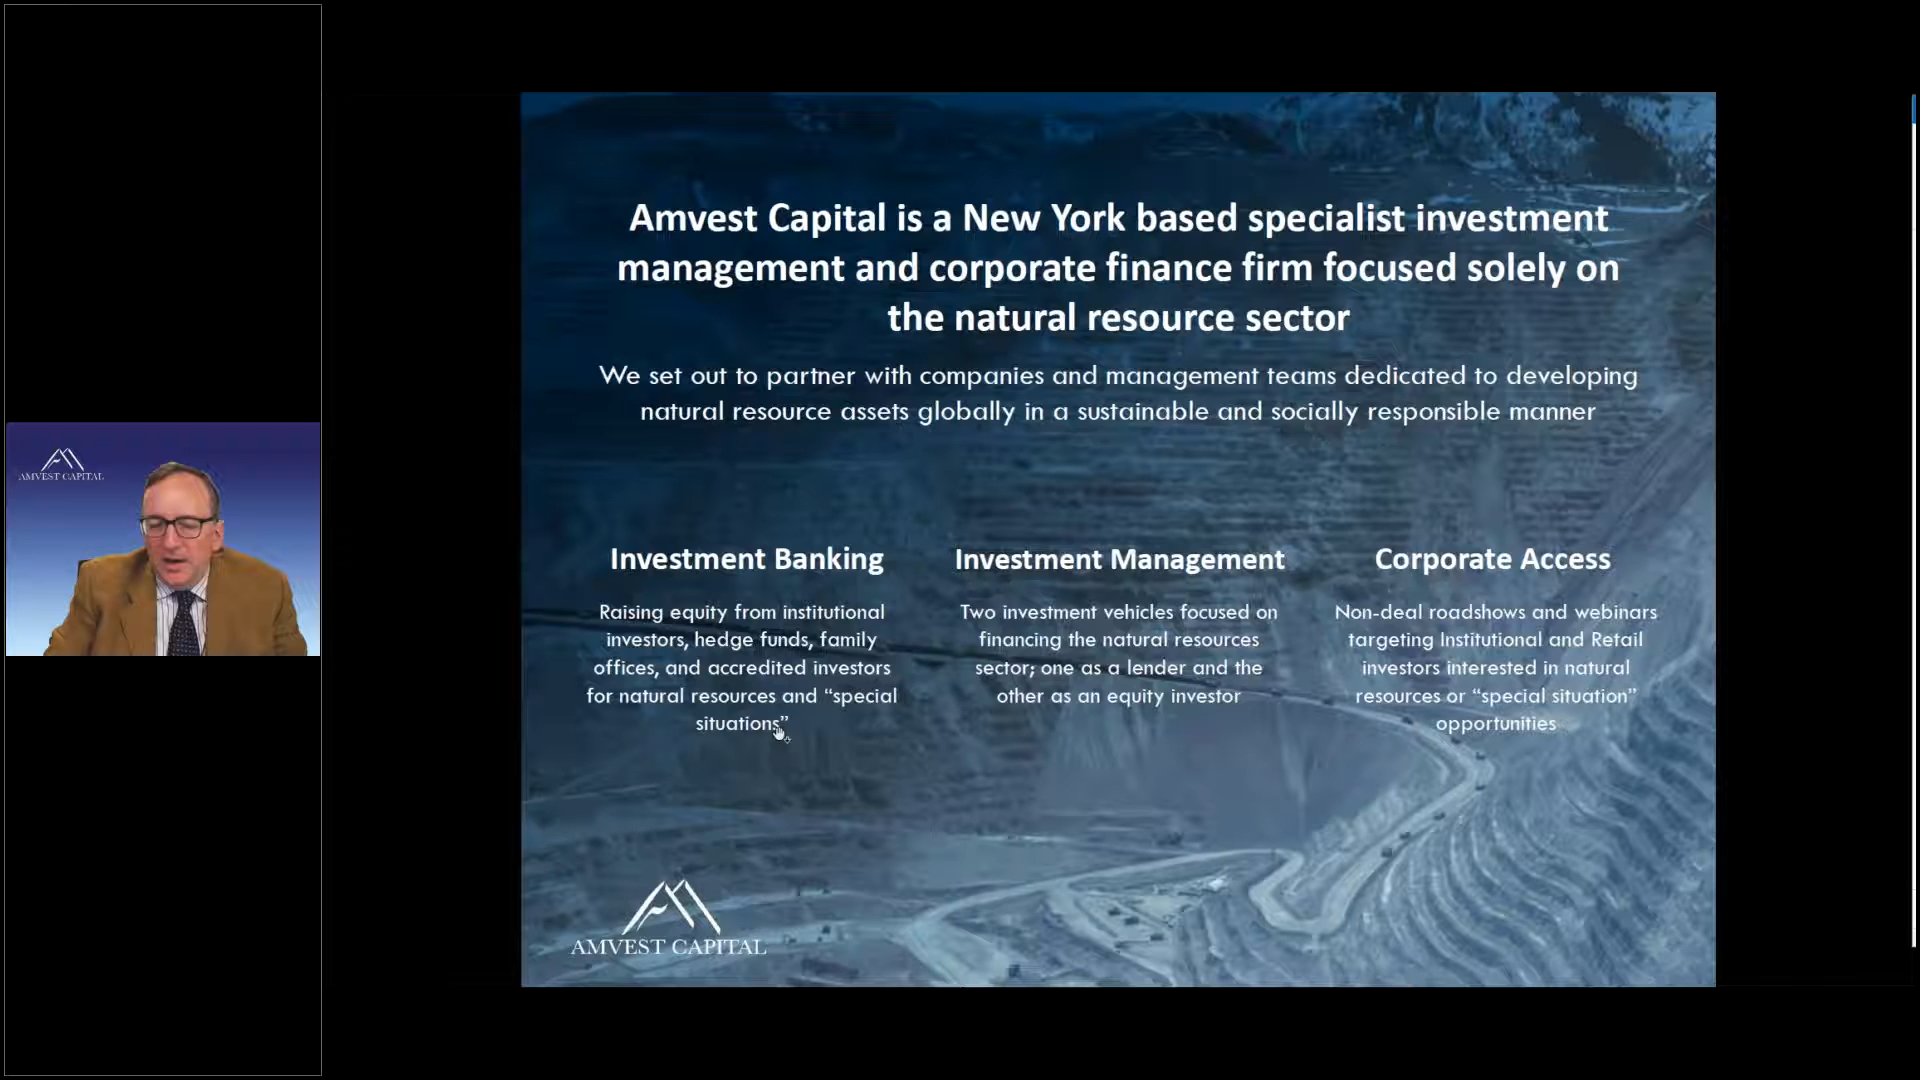 AMVEST CAPITAL
Amvest Capital is a New York based specialist investment
management and corporate finance firm focused solely on
the natural resource sector
We set out to partner with companies and management teams dedicated to developing
natural resource assets globally in a sustainable and socially responsible manner
Investment Banking
Raising equity from institutional
investors, hedge funds, family
offices, and accredited investors
for natural resources and “special
situations”
Investment Management
Two investment vehicles focused on
financing the natural resources
sector; one as a lender and the
other as an equity investor
Corporate Access
Non-deal roadshows and webinars
targeting Institutional and Retail
investors interested in natural
resources or “special situation”
opportunities
AMVEST CAPITAL